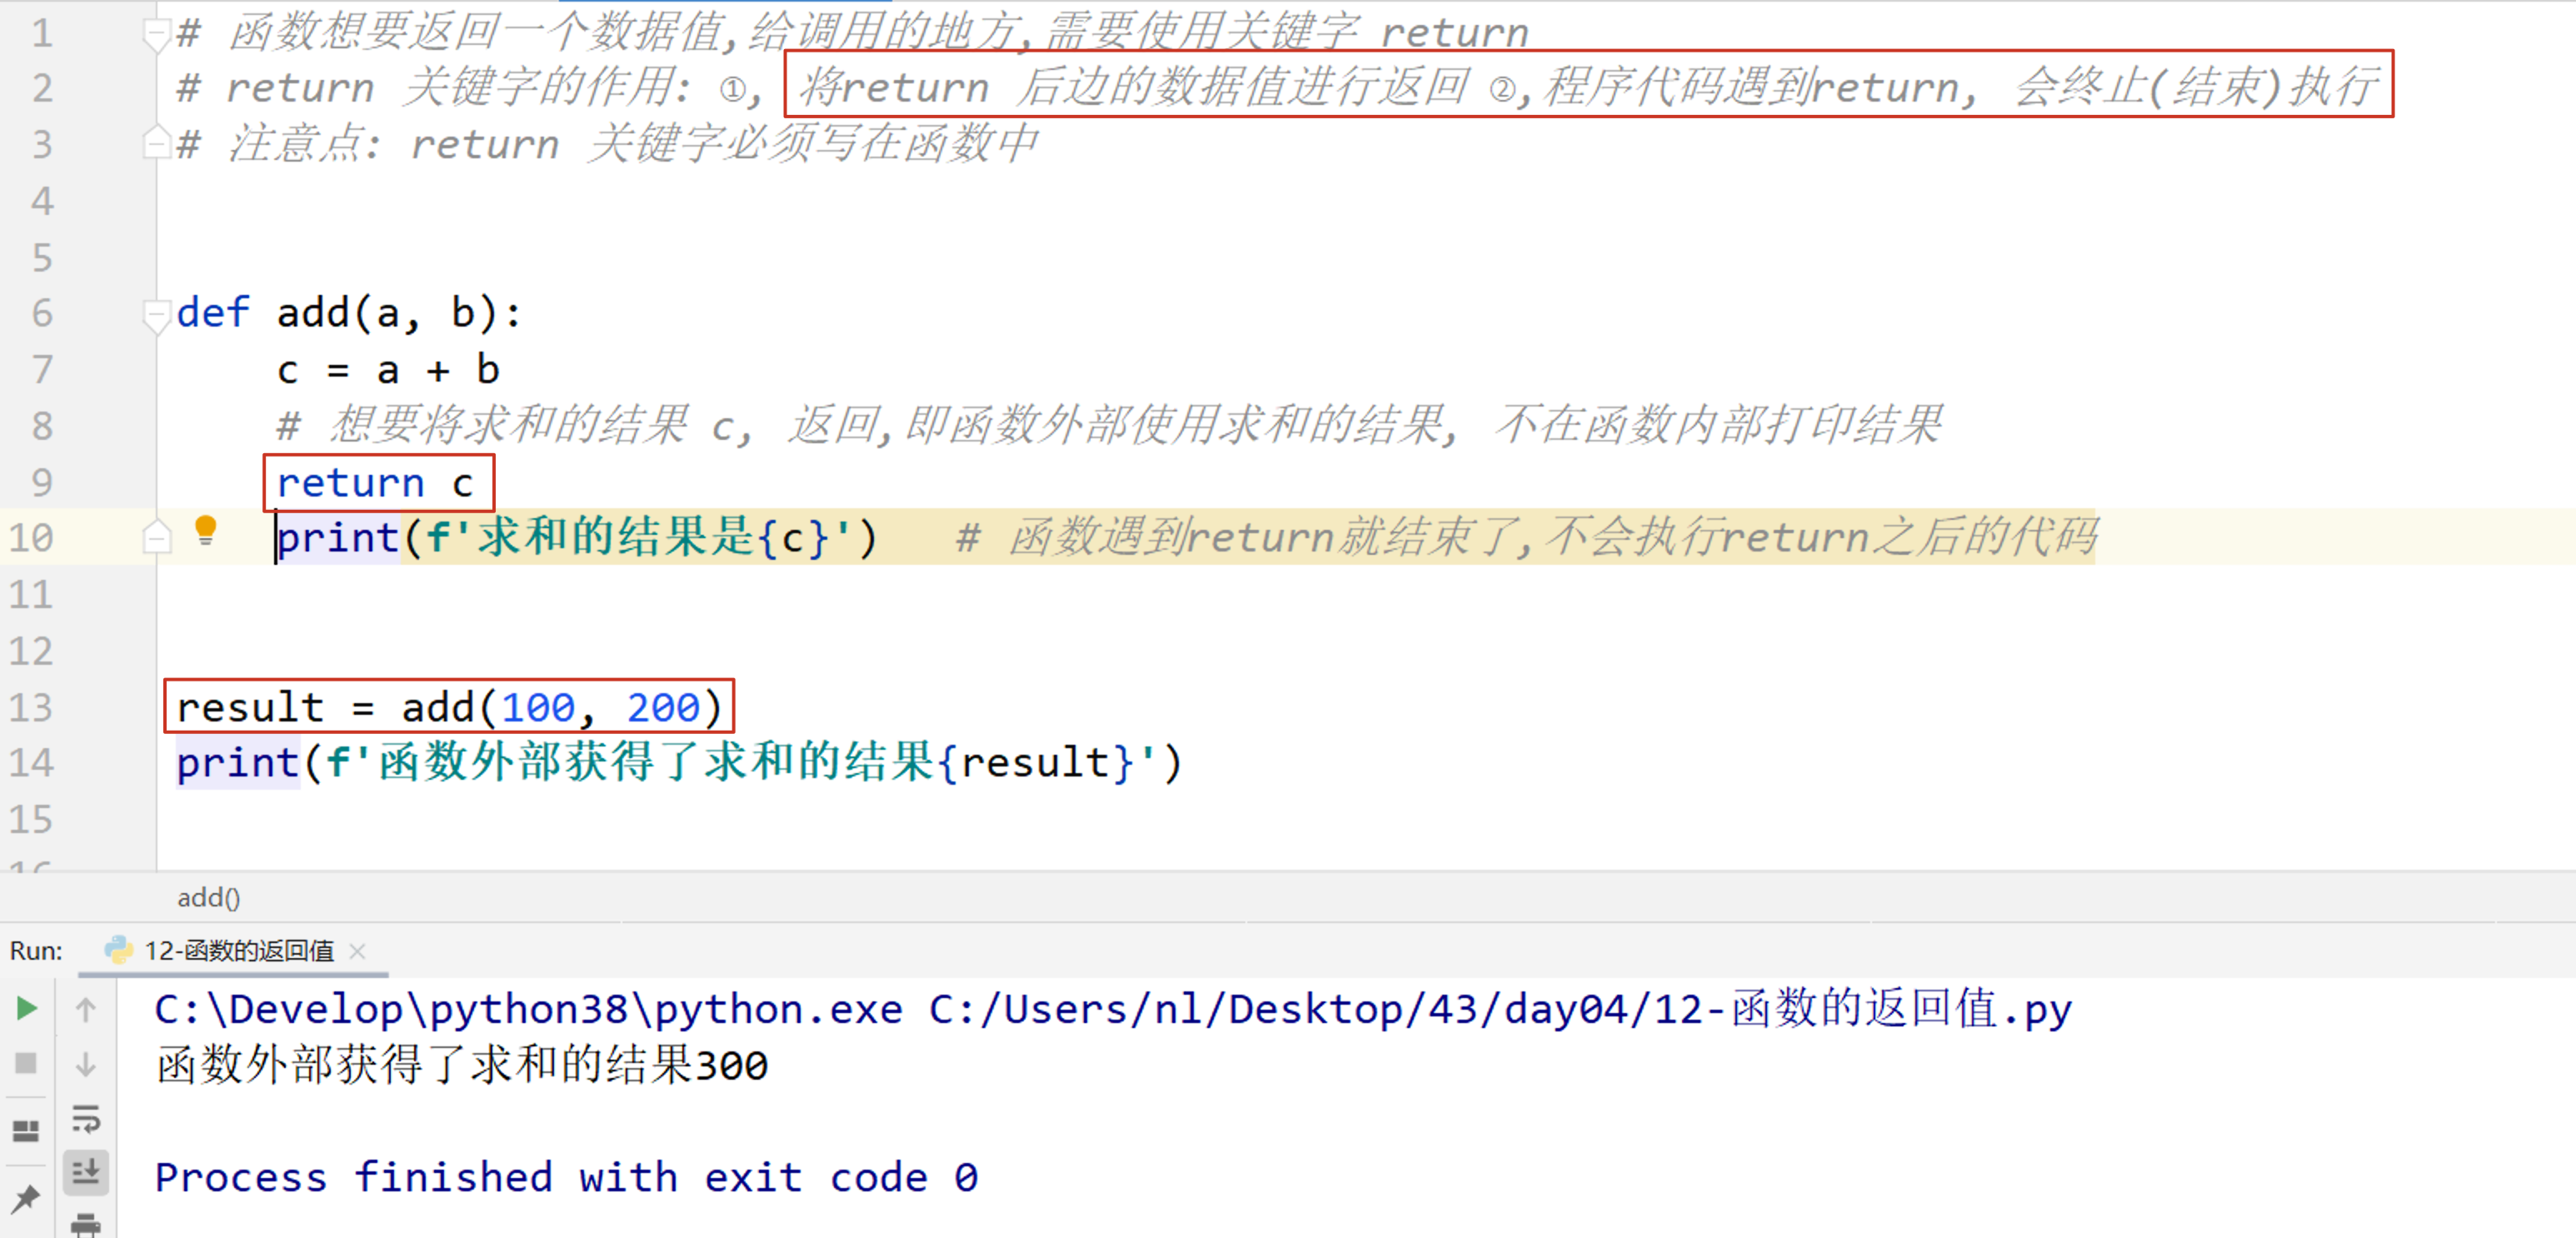 1 # 函数想要返回一个数据值,给调用的地方,需要使用关键字 return
2 # return 关键字的作用: ①, 将return 后边的数据值进行返回 ②,程序代码遇到return, 会终止(结束)执行
3 # 注意点: return 关键字必须写在函数中
4
5
6 def add(a, b):
7 c = a + b
8 # 想要将求和的结果 c, 返回,即函数外部使用求和的结果, 不在函数内部打印结果
9 return c
10 print(f'求和的结果是{c}') # 函数遇到return就结束了,不会执行return之后的代码
11
12
13 result = add(100, 200)
14 print(f'函数外部获得了求和的结果{result}')
15
16
add()
Run: 12-函数的返回值
C:\Develop\python38\python.exe C:/Users/nl/Desktop/43/day04/12-函数的返回值.py
函数外部获得了求和的结果300
Process finished with exit code 0